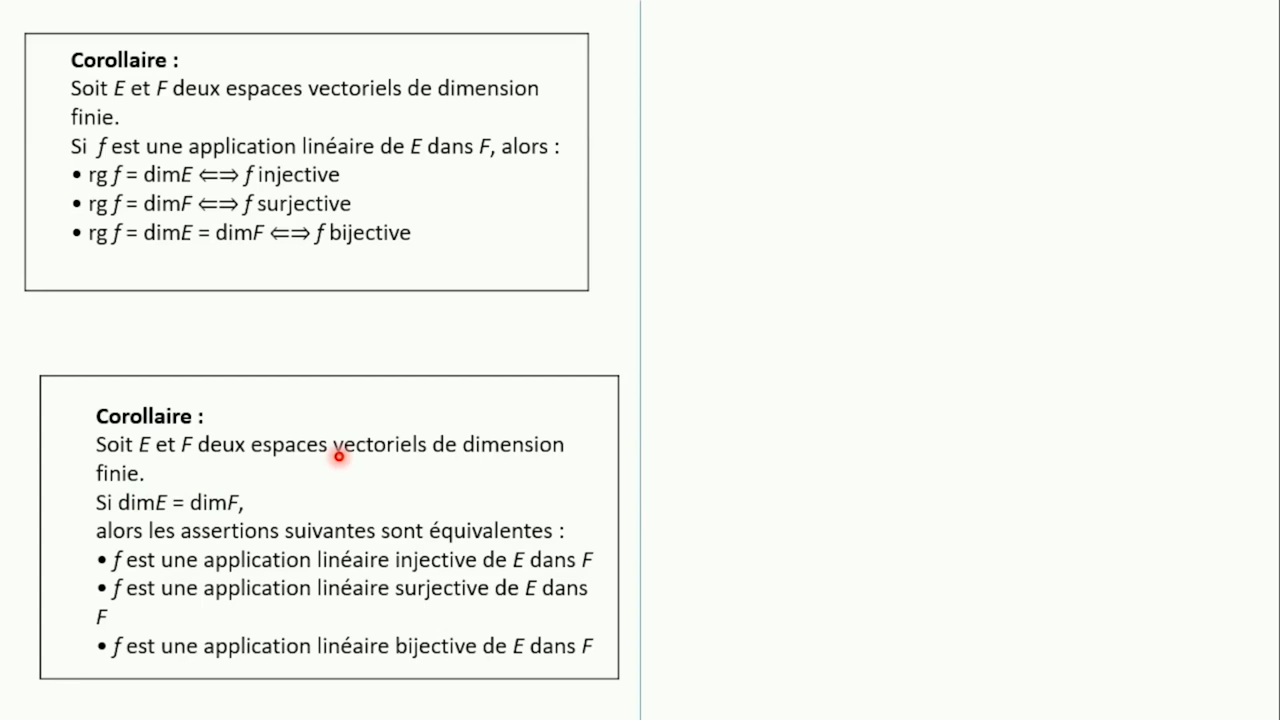 Corollaire :
Soit E et F deux espaces vectoriels de dimension
finie.
Si f est une application linéaire de E dans F, alors :
• rg f = dimE ⟺ f injective
• rg f = dimF ⟺ f surjective
• rg f = dimE = dimF ⟺ f bijective
Corollaire :
Soit E et F deux espaces vectoriels de dimension
finie.
Si dimE = dimF,
alors les assertions suivantes sont équivalentes :
• f est une application linéaire injective de E dans F
• f est une application linéaire surjective de E dans
F
• f est une application linéaire bijective de E dans F